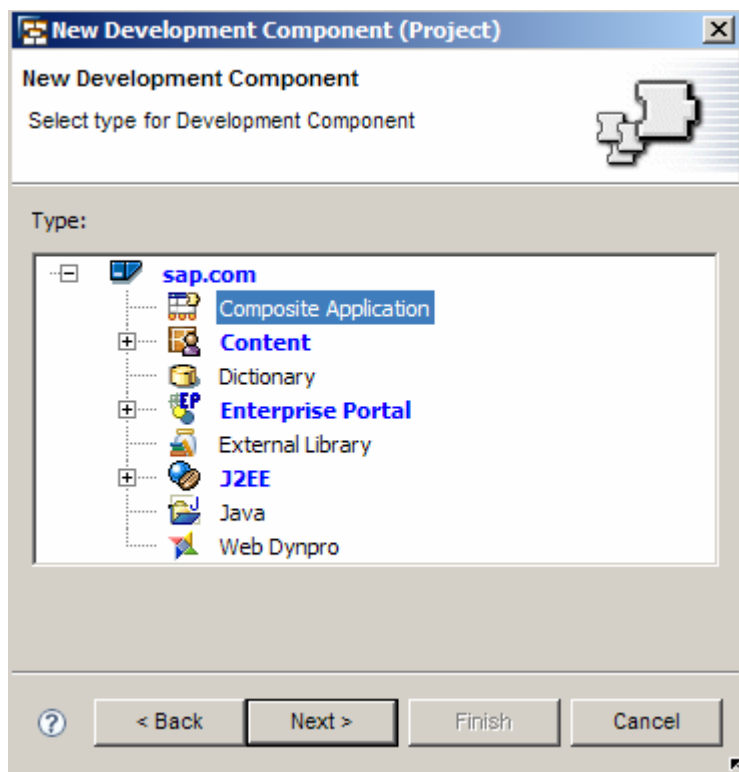 New Development Component (Project)
New Development Component
Select type for Development Component
Type:
sap.com
Composite Application
Content
Dictionary
EP
Enterprise Portal
External Library
J2EE
Java
Web Dynpro
? < Back Next > Finish Cancel